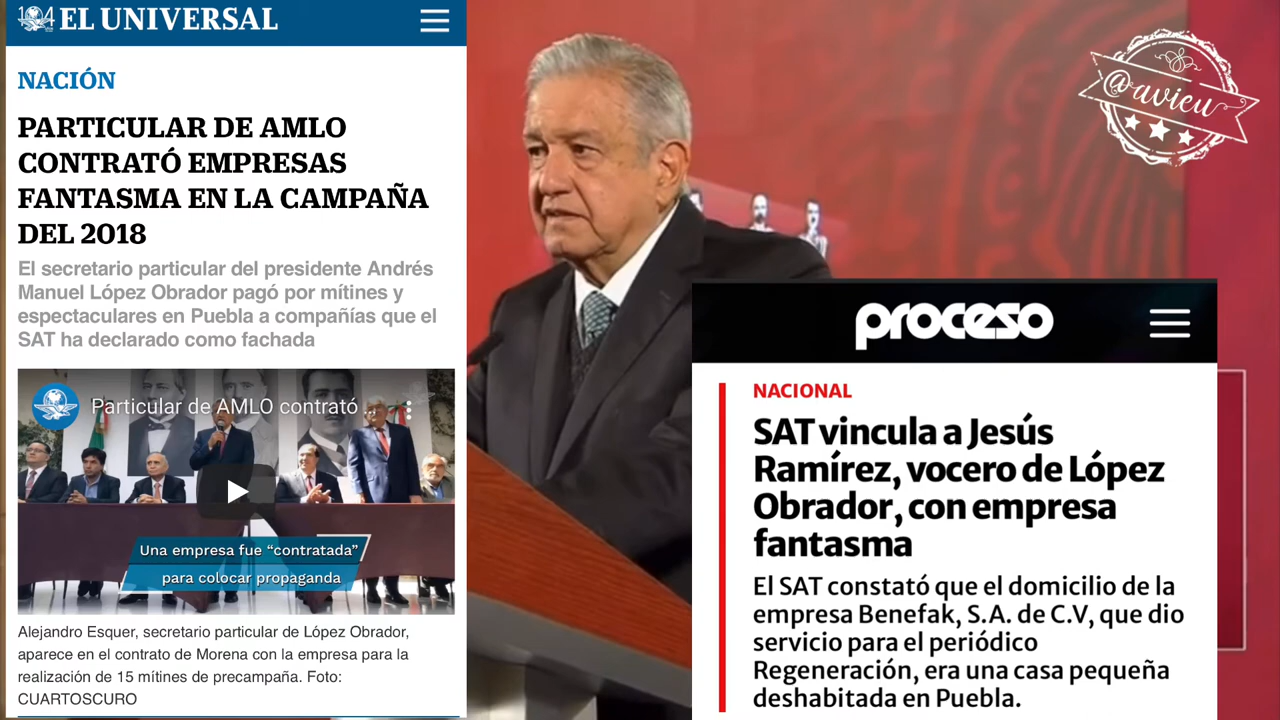 104 EL UNIVERSAL
NACIÓN
PARTICULAR DE AMLO
CONTRATÓ EMPRESAS
FANTASMA EN LA CAMPAÑA
DEL 2018
El secretario particular del presidente Andrés
Manuel López Obrador pagó por mítines y
espectaculares en Puebla a compañías que el
SAT ha declarado como fachada
Particular de AMLO contrató ...
Una empresa fue “contratada”
para colocar propaganda
Alejandro Esquer, secretario particular de López Obrador,
aparece en el contrato de Morena con la empresa para la
realización de 15 mítines de precampaña. Foto:
CUARTOSCURO
@avieu
proceso
NACIONAL
SAT vincula a Jesús
Ramírez, vocero de López
Obrador, con empresa
fantasma
El SAT constató que el domicilio de la
empresa Benefak, S.A. de C.V, que dio
servicio para el periódico
Regeneración, era una casa pequeña
deshabitada en Puebla.